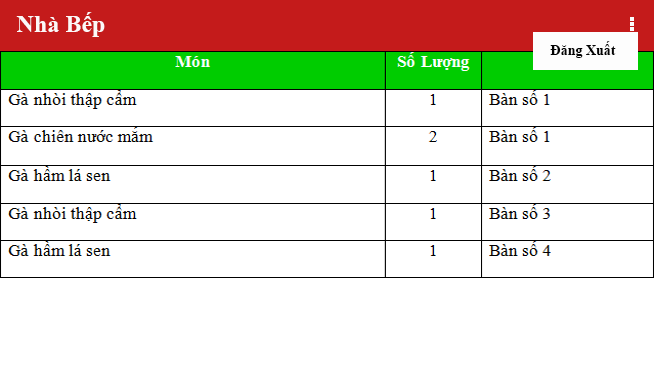 Nhà Bếp
Đăng Xuất
Món Số Lượng
Gà nhồi thập cẩm 1 Bàn số 1
Gà chiên nước mắm 2 Bàn số 1
Gà hầm lá sen 1 Bàn số 2
Gà nhồi thập cẩm 1 Bàn số 3
Gà hầm lá sen 1 Bàn số 4